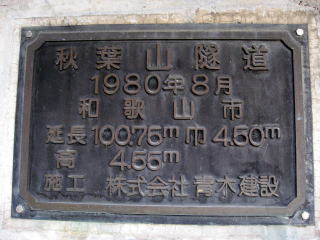 秋葉山隧道
1980年8月
和歌山市
延長100.75m 巾4.50m
高 4.55m
施工 株式会社青木建設